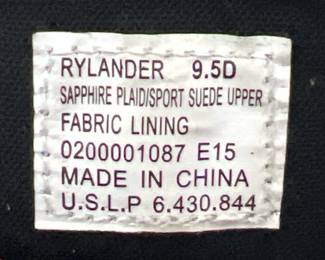 RYLANDER 9.5D
SAPPHIRE PLAID/SPORT SUEDE UPPER
FABRIC LINING
0200001087 E15
MADE IN CHINA
U.S.L.P 6.430.844